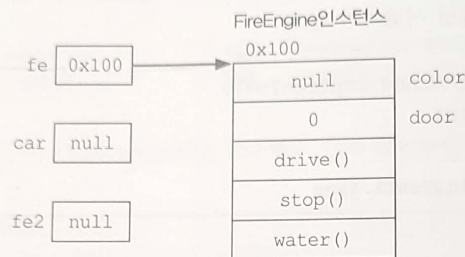 FireEngine인스턴스
0x100
fe 0x100
null color
0 door
car null
drive()
stop()
fe2 null
water()